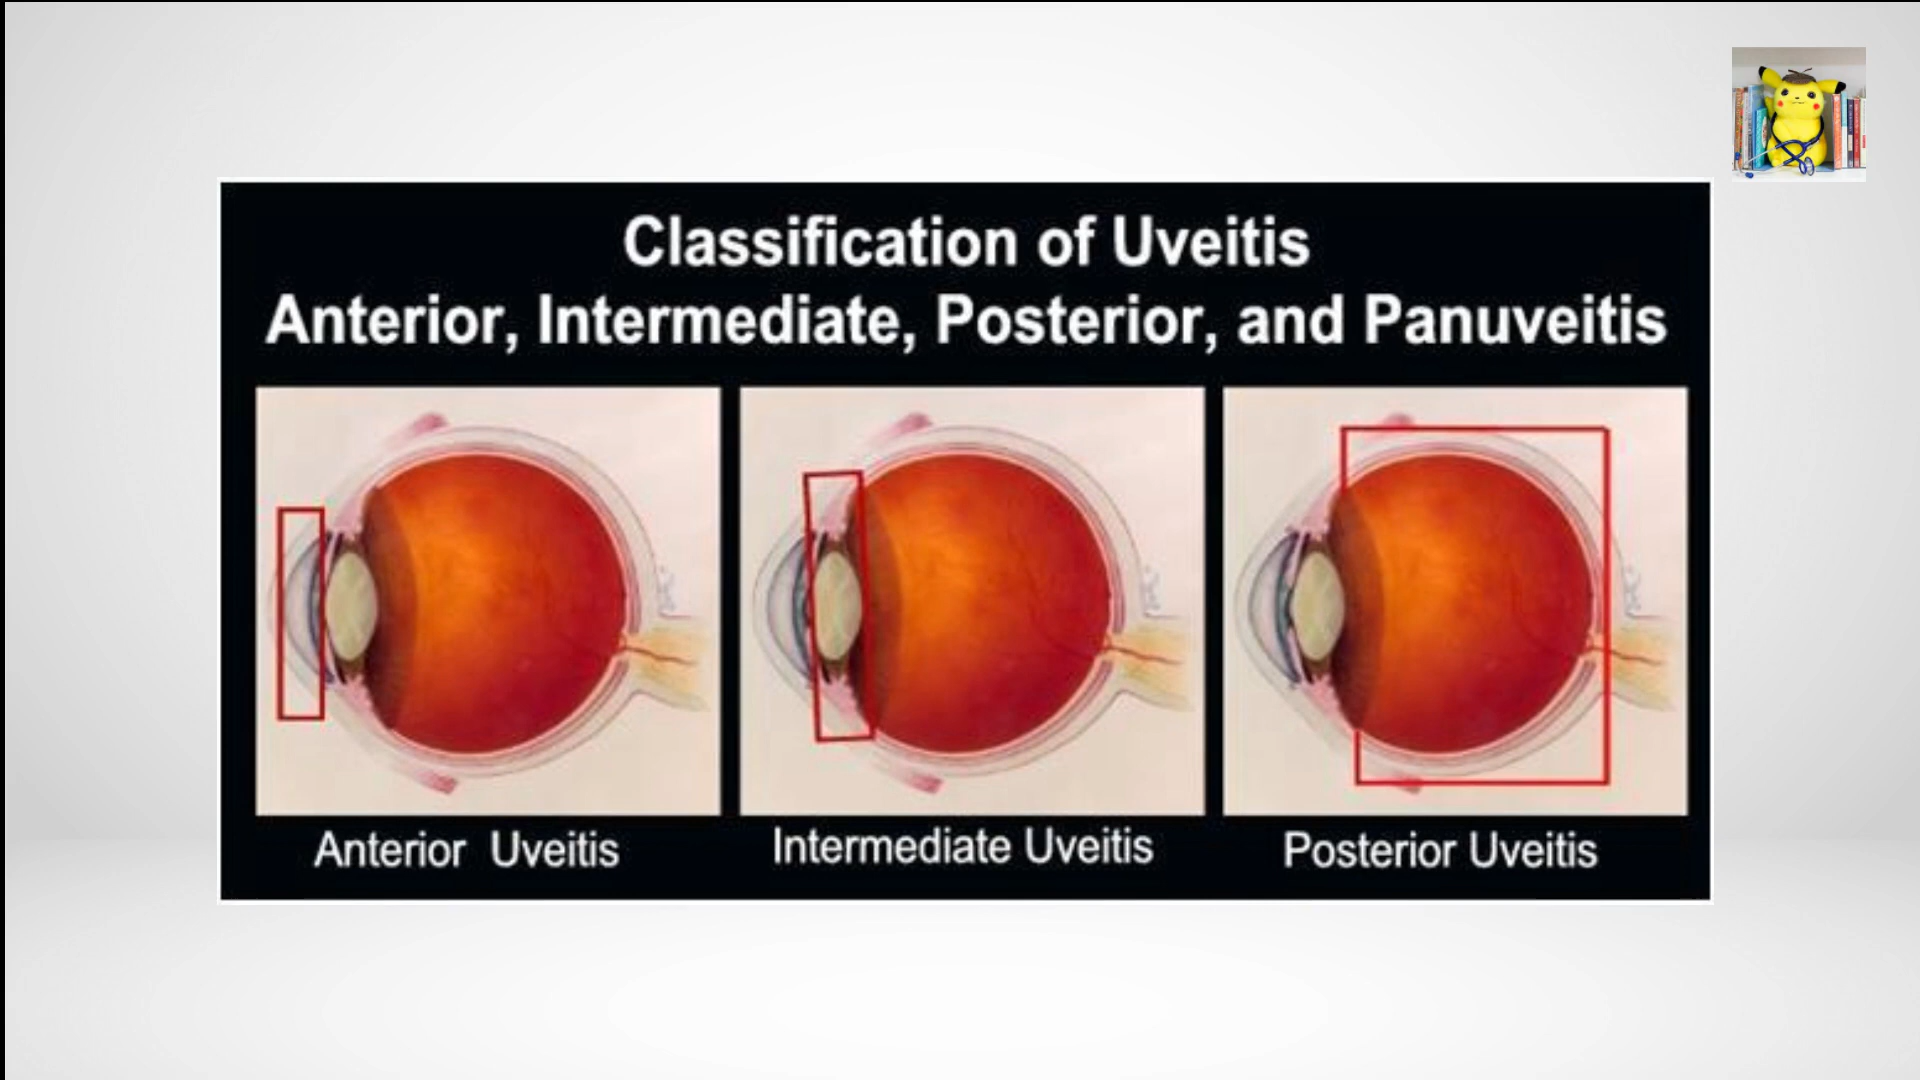 Classification of Uveitis
Anterior, Intermediate, Posterior, and Panuveitis
Anterior Uveitis
Intermediate Uveitis
Posterior Uveitis